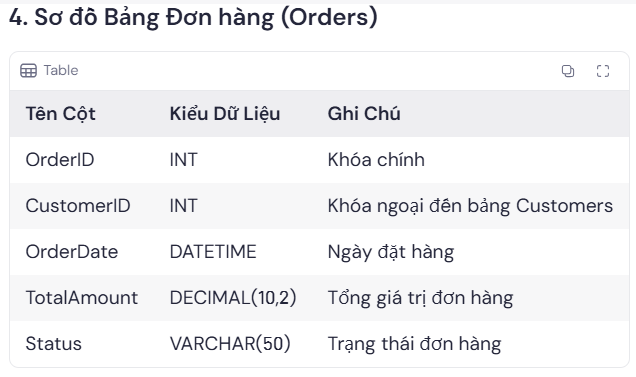 4. Sơ đồ Bảng Đơn hàng (Orders)
Table
Tên Cột Kiểu Dữ Liệu Ghi Chú
OrderID INT Khóa chính
CustomerID INT Khóa ngoại đến bảng Customers
OrderDate DATETIME Ngày đặt hàng
TotalAmount DECIMAL(10,2) Tổng giá trị đơn hàng
Status VARCHAR(50) Trạng thái đơn hàng